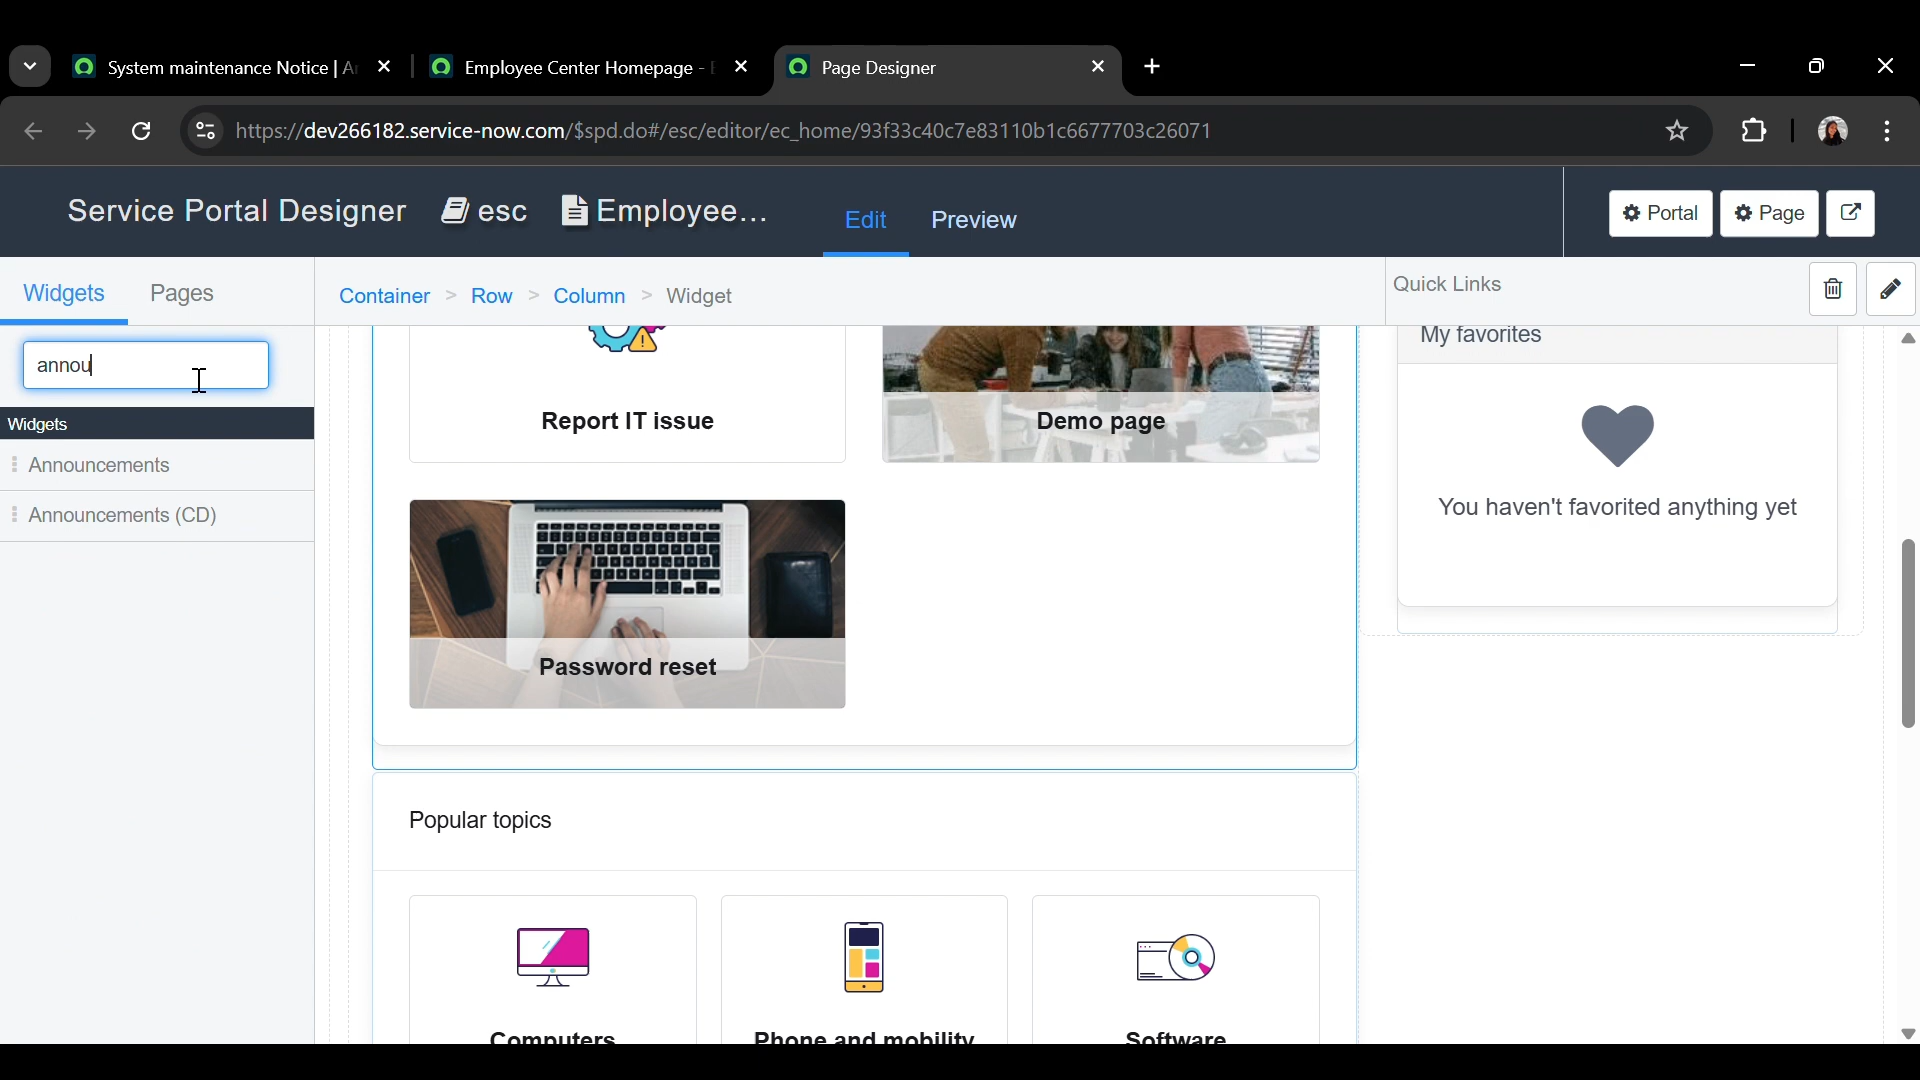 System maintenance Notice | A
Employee Center Homepage -
Page Designer
https://dev266182.service-now.com/$spd.do#/esc/editor/ec_home/93f33c40c7e83110b1c6677703c26071
Service Portal Designer
esc
Employee...
Edit
Preview
Portal
Page
Widgets
Pages
Container > Row > Column > Widget
Quick Links
annou
Widgets
Announcements
Announcements (CD)
My favorites
Report IT issue
Demo page
You haven't favorited anything yet
Password reset
Popular topics
Computers
Phone and mobility
Software